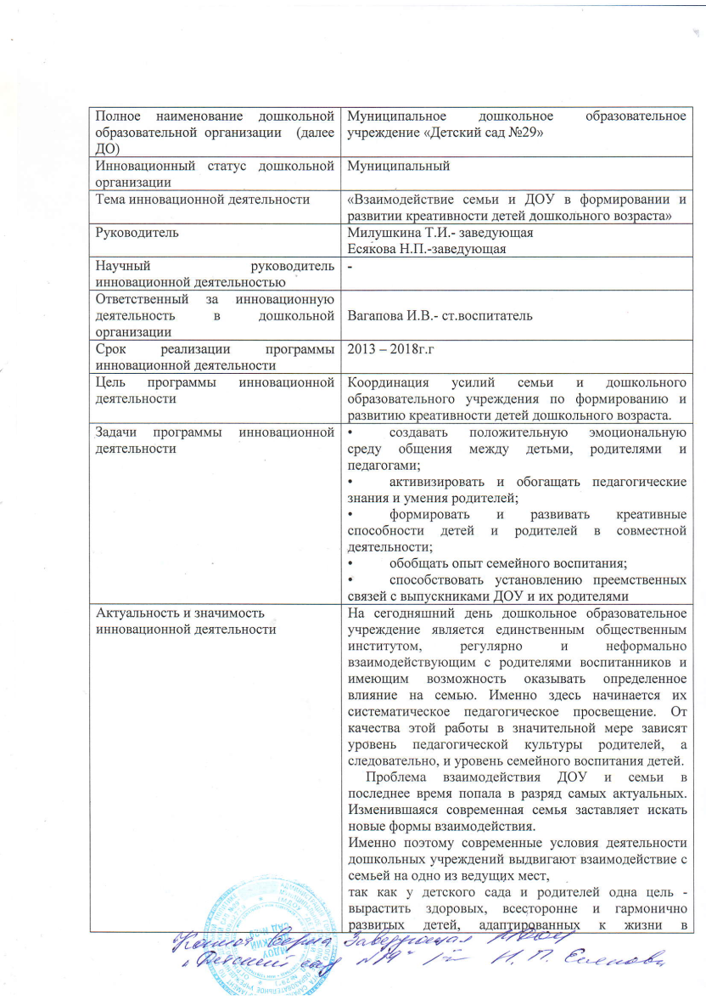 Полное наименование дошкольной
образовательной организации (далее
ДО)
Муниципальное дошкольное образовательное
учреждение «Детский сад №29»
Инновационный статус дошкольной
организации
Муниципальный
Тема инновационной деятельности
«Взаимодействие семьи и ДОУ в формировании и
развитии креативности детей дошкольного возраста»
Руководитель
Милушкина Т.И.- заведующая
Есякова Н.П.-заведующая
Научный руководитель
инновационной деятельностью
-
Ответственный за инновационную
деятельность в дошкольной
организации
Вагапова И.В.- ст.воспитатель
Срок реализации программы
инновационной деятельности
2013 – 2018г.г
Цель программы инновационной
деятельности
Координация усилий семьи и дошкольного
образовательного учреждения по формированию и
развитию креативности детей дошкольного возраста.
Задачи программы инновационной
деятельности
• создавать положительную эмоциональную
среду общения между детьми, родителями и
педагогами;
• активизировать и обогащать педагогические
знания и умения родителей;
• формировать и развивать креативные
способности детей и родителей в совместной
деятельности;
• обобщать опыт семейного воспитания;
• способствовать установлению преемственных
связей с выпускниками ДОУ и их родителями
Актуальность и значимость
инновационной деятельности
На сегодняшний день дошкольное образовательное
учреждение является единственным общественным
институтом, регулярно и неформально
взаимодействующим с родителями воспитанников и
имеющим возможность оказывать определенное
влияние на семью. Именно здесь начинается их
систематическое педагогическое просвещение. От
качества этой работы в значительной мере зависят
уровень педагогической культуры родителей, а
следовательно, и уровень семейного воспитания детей.
Проблема взаимодействия ДОУ и семьи в
последнее время попала в разряд самых актуальных.
Изменившаяся современная семья заставляет искать
новые формы взаимодействия.
Именно поэтому современные условия деятельности
дошкольных учреждений выдвигают взаимодействие с
семьей на одно из ведущих мест,
так как у детского сада и родителей одна цель -
вырастить здоровых, всесторонне и гармонично
развитых детей, адаптированных к жизни в
Копия верна Заведующая МДОУ
"Детский сад №29" Н. П. Есякова